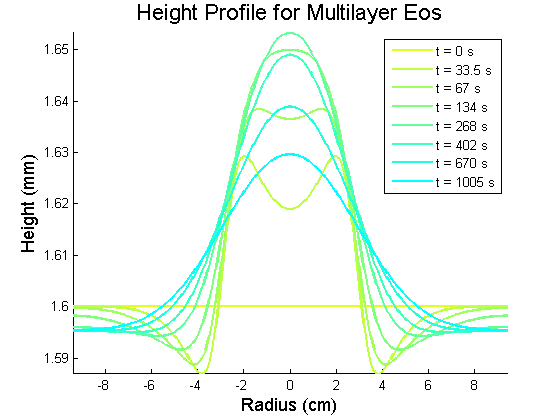 Height Profile for Multilayer Eos
1.65
1.64
1.63
1.62
1.61
1.6
1.59
Height (mm)
t = 0 s
t = 33.5 s
t = 67 s
t = 134 s
t = 268 s
t = 402 s
t = 670 s
t = 1005 s
-8 -6 -4 -2 0 2 4 6 8
Radius (cm)